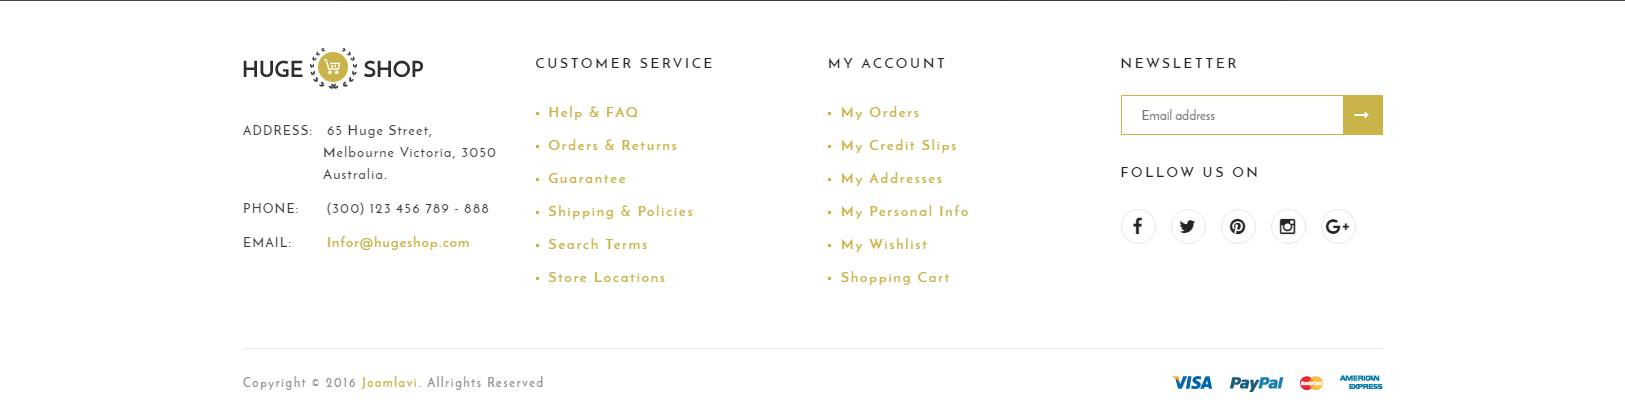 HUGE SHOP
ADDRESS: 65 Huge Street,
Melbourne Victoria, 3050
Australia.
PHONE: (300) 123 456 789 - 888
EMAIL: Infor@hugeshop.com
CUSTOMER SERVICE
Help & FAQ
Orders & Returns
Guarantee
Shipping & Policies
Search Terms
Store Locations
MY ACCOUNT
My Orders
My Credit Slips
My Addresses
My Personal Info
My Wishlist
Shopping Cart
NEWSLETTER
Email address
FOLLOW US ON
Copyright © 2016 Joomlavi. Allrights Reserved
VISA PayPal MasterCard AMERICAN
EXPRESS